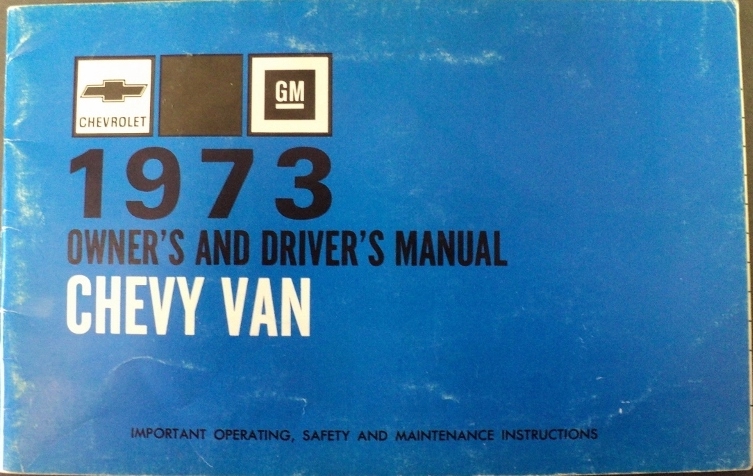 CHEVROLET
GM
1973
OWNER'S AND DRIVER'S MANUAL
CHEVY VAN
IMPORTANT OPERATING, SAFETY AND MAINTENANCE INSTRUCTIONS